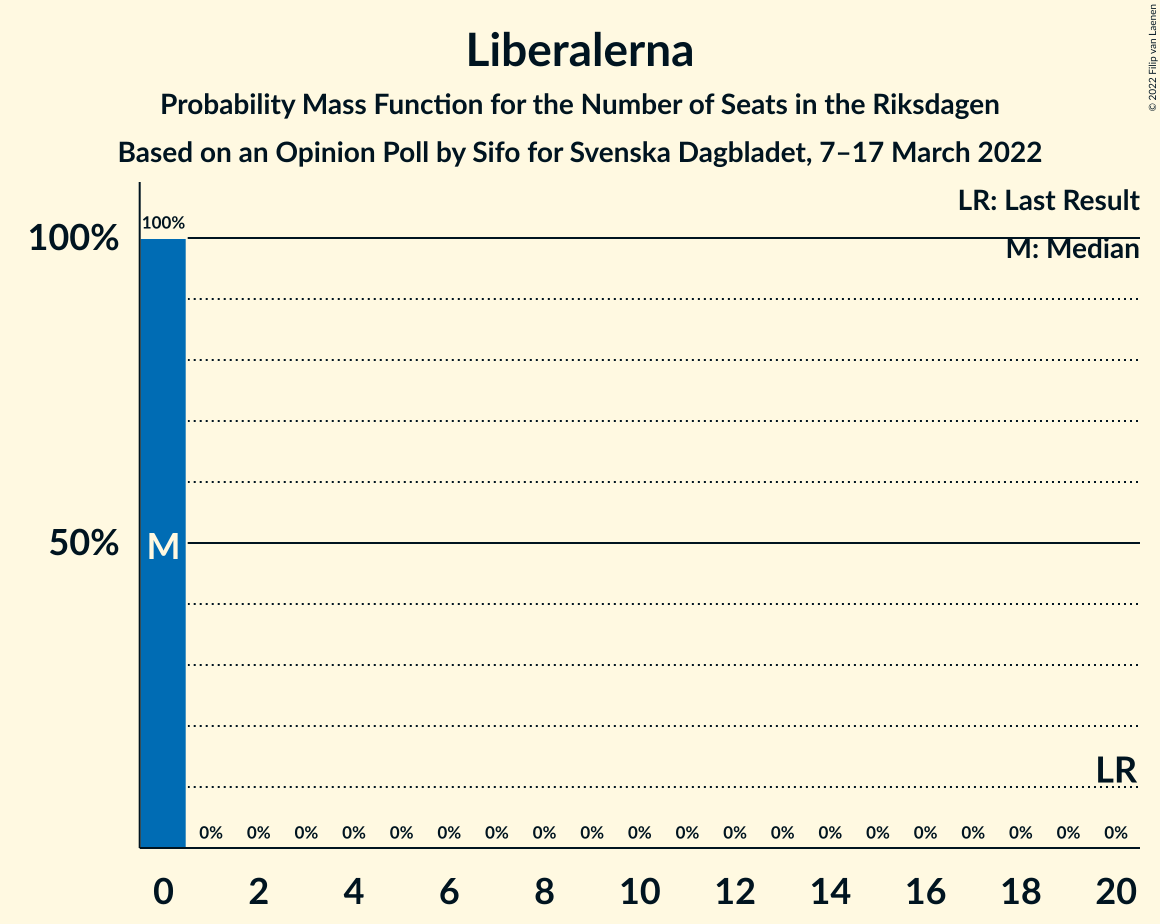 Liberalerna
Probability Mass Function for the Number of Seats in the Riksdagen
Based on an Opinion Poll by Sifo for Svenska Dagbladet, 7–17 March 2022
© 2022 Filip van Laenen
LR: Last Result
M: Median
100%
100%
50%
M
LR
0% 0% 0% 0% 0% 0% 0% 0% 0% 0% 0% 0% 0% 0% 0% 0% 0% 0% 0% 0%
0 2 4 6 8 10 12 14 16 18 20